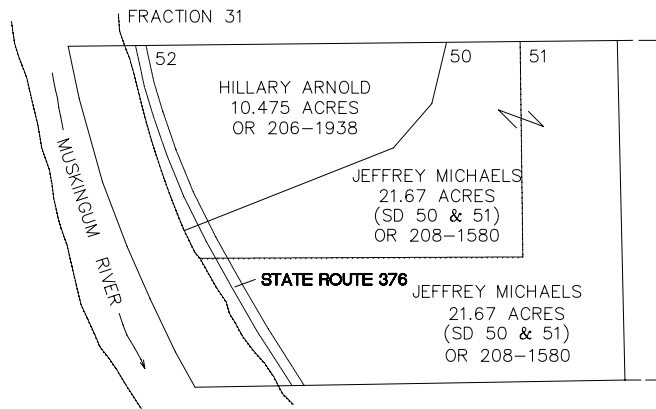 FRACTION 31
52
50
51
HILLARY ARNOLD
10.475 ACRES
OR 206-1938
MUSKINGUM RIVER
JEFFREY MICHAELS
21.67 ACRES
(SD 50 & 51)
OR 208-1580
STATE ROUTE 376
JEFFREY MICHAELS
21.67 ACRES
(SD 50 & 51)
OR 208-1580